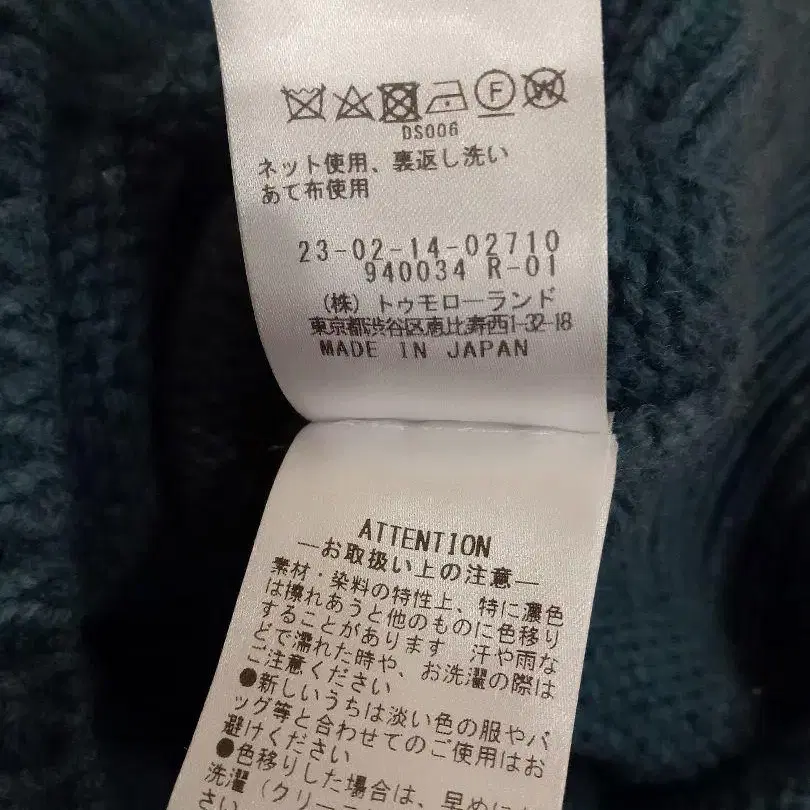 F
W
DS006
ネット使用、裏返し洗い
あて布使用
23-02-14-02710
940034 R-01
(株)トゥモローランド
東京都渋谷区恵比寿西1-32-18
MADE IN JAPAN
ATTENTION
―お取扱い上の注意―
素材・染料の特性上、特に濃色
は擦れあうと他のものに色移り
することがあります 汗や雨な
どで濡れた時や、お洗濯の際は
ご注意ください
●新しいうちは淡い色の服やバ
ッグ等と合わせてのご使用はお
避けください
●色移りした場合は、早めに
洗濯(クリー
さい